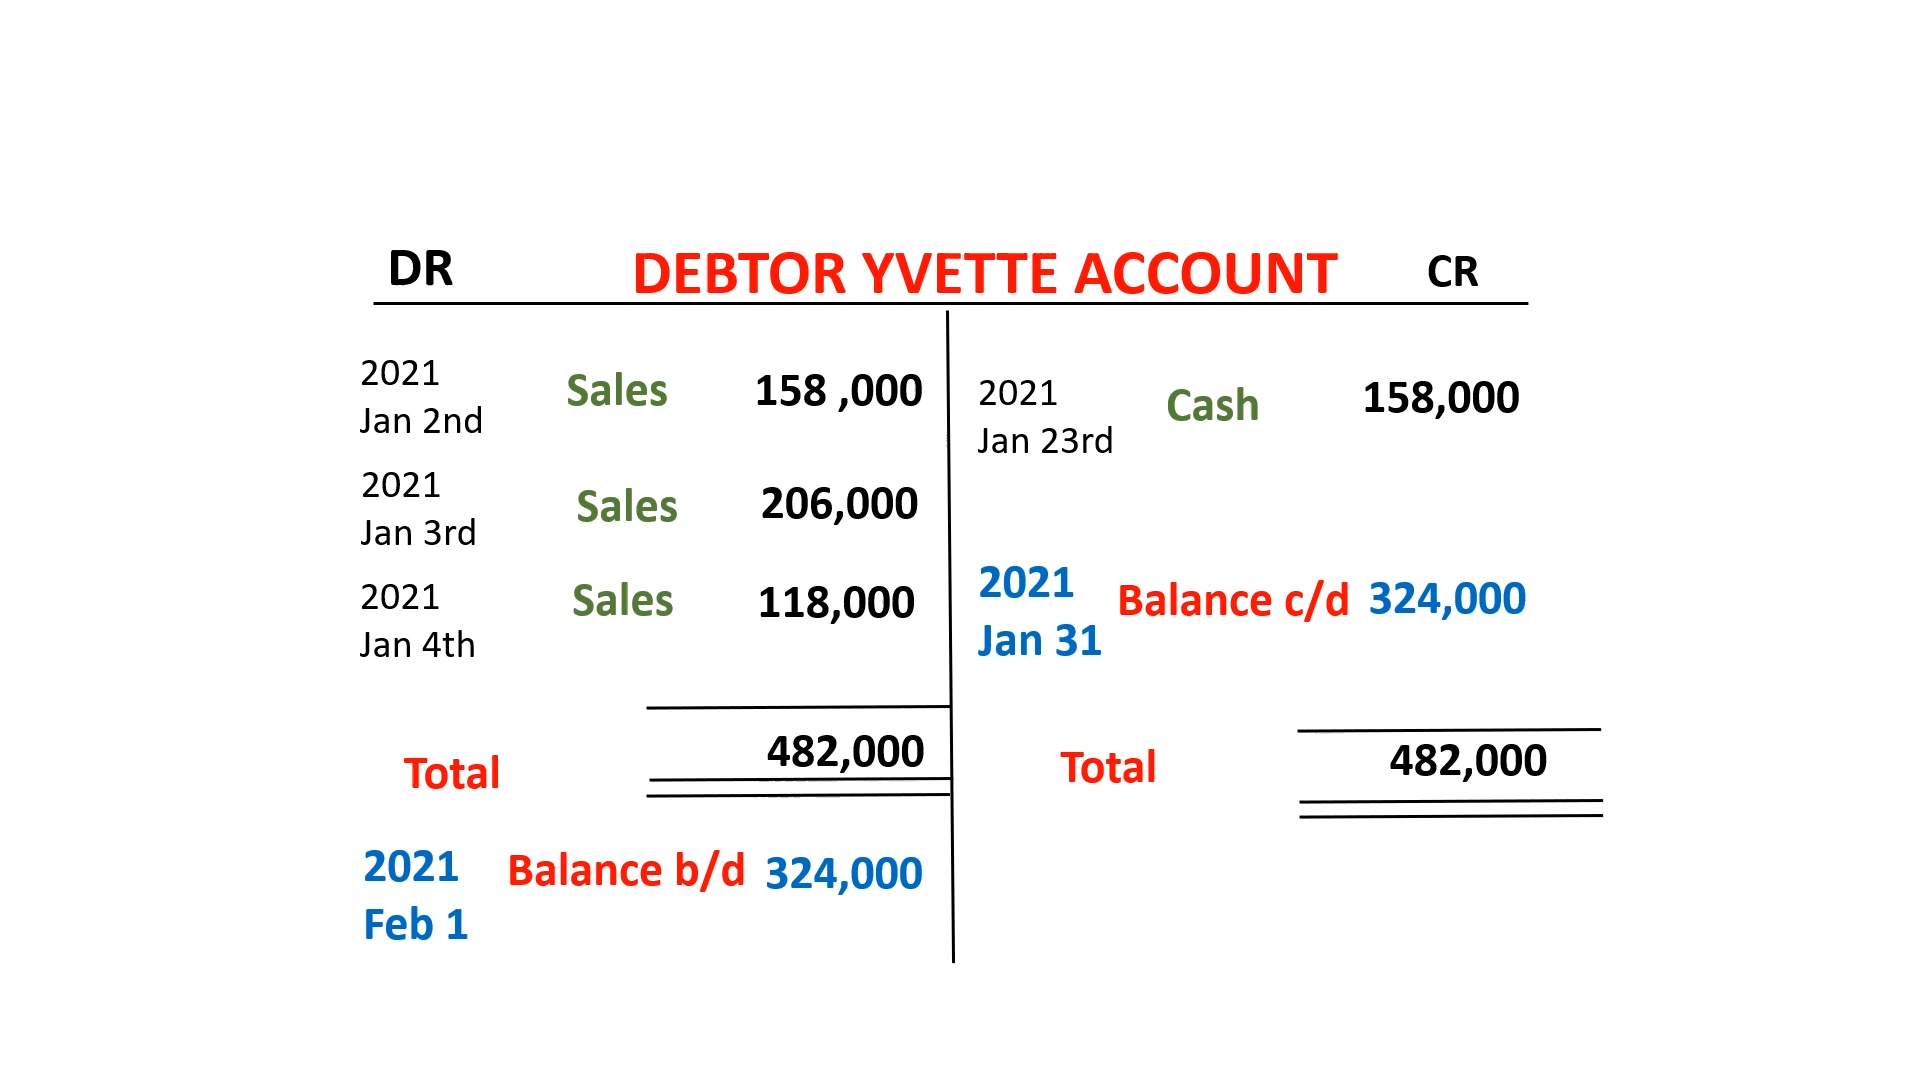 DR DEBTOR YVETTE ACCOUNT CR
2021
Jan 2nd Sales 158 ,000
2021
Jan 3rd Sales 206,000
2021
Jan 4th Sales 118,000
Total 482,000
2021
Feb 1 Balance b/d 324,000
2021
Jan 23rd Cash 158,000
2021
Jan 31 Balance c/d 324,000
Total 482,000